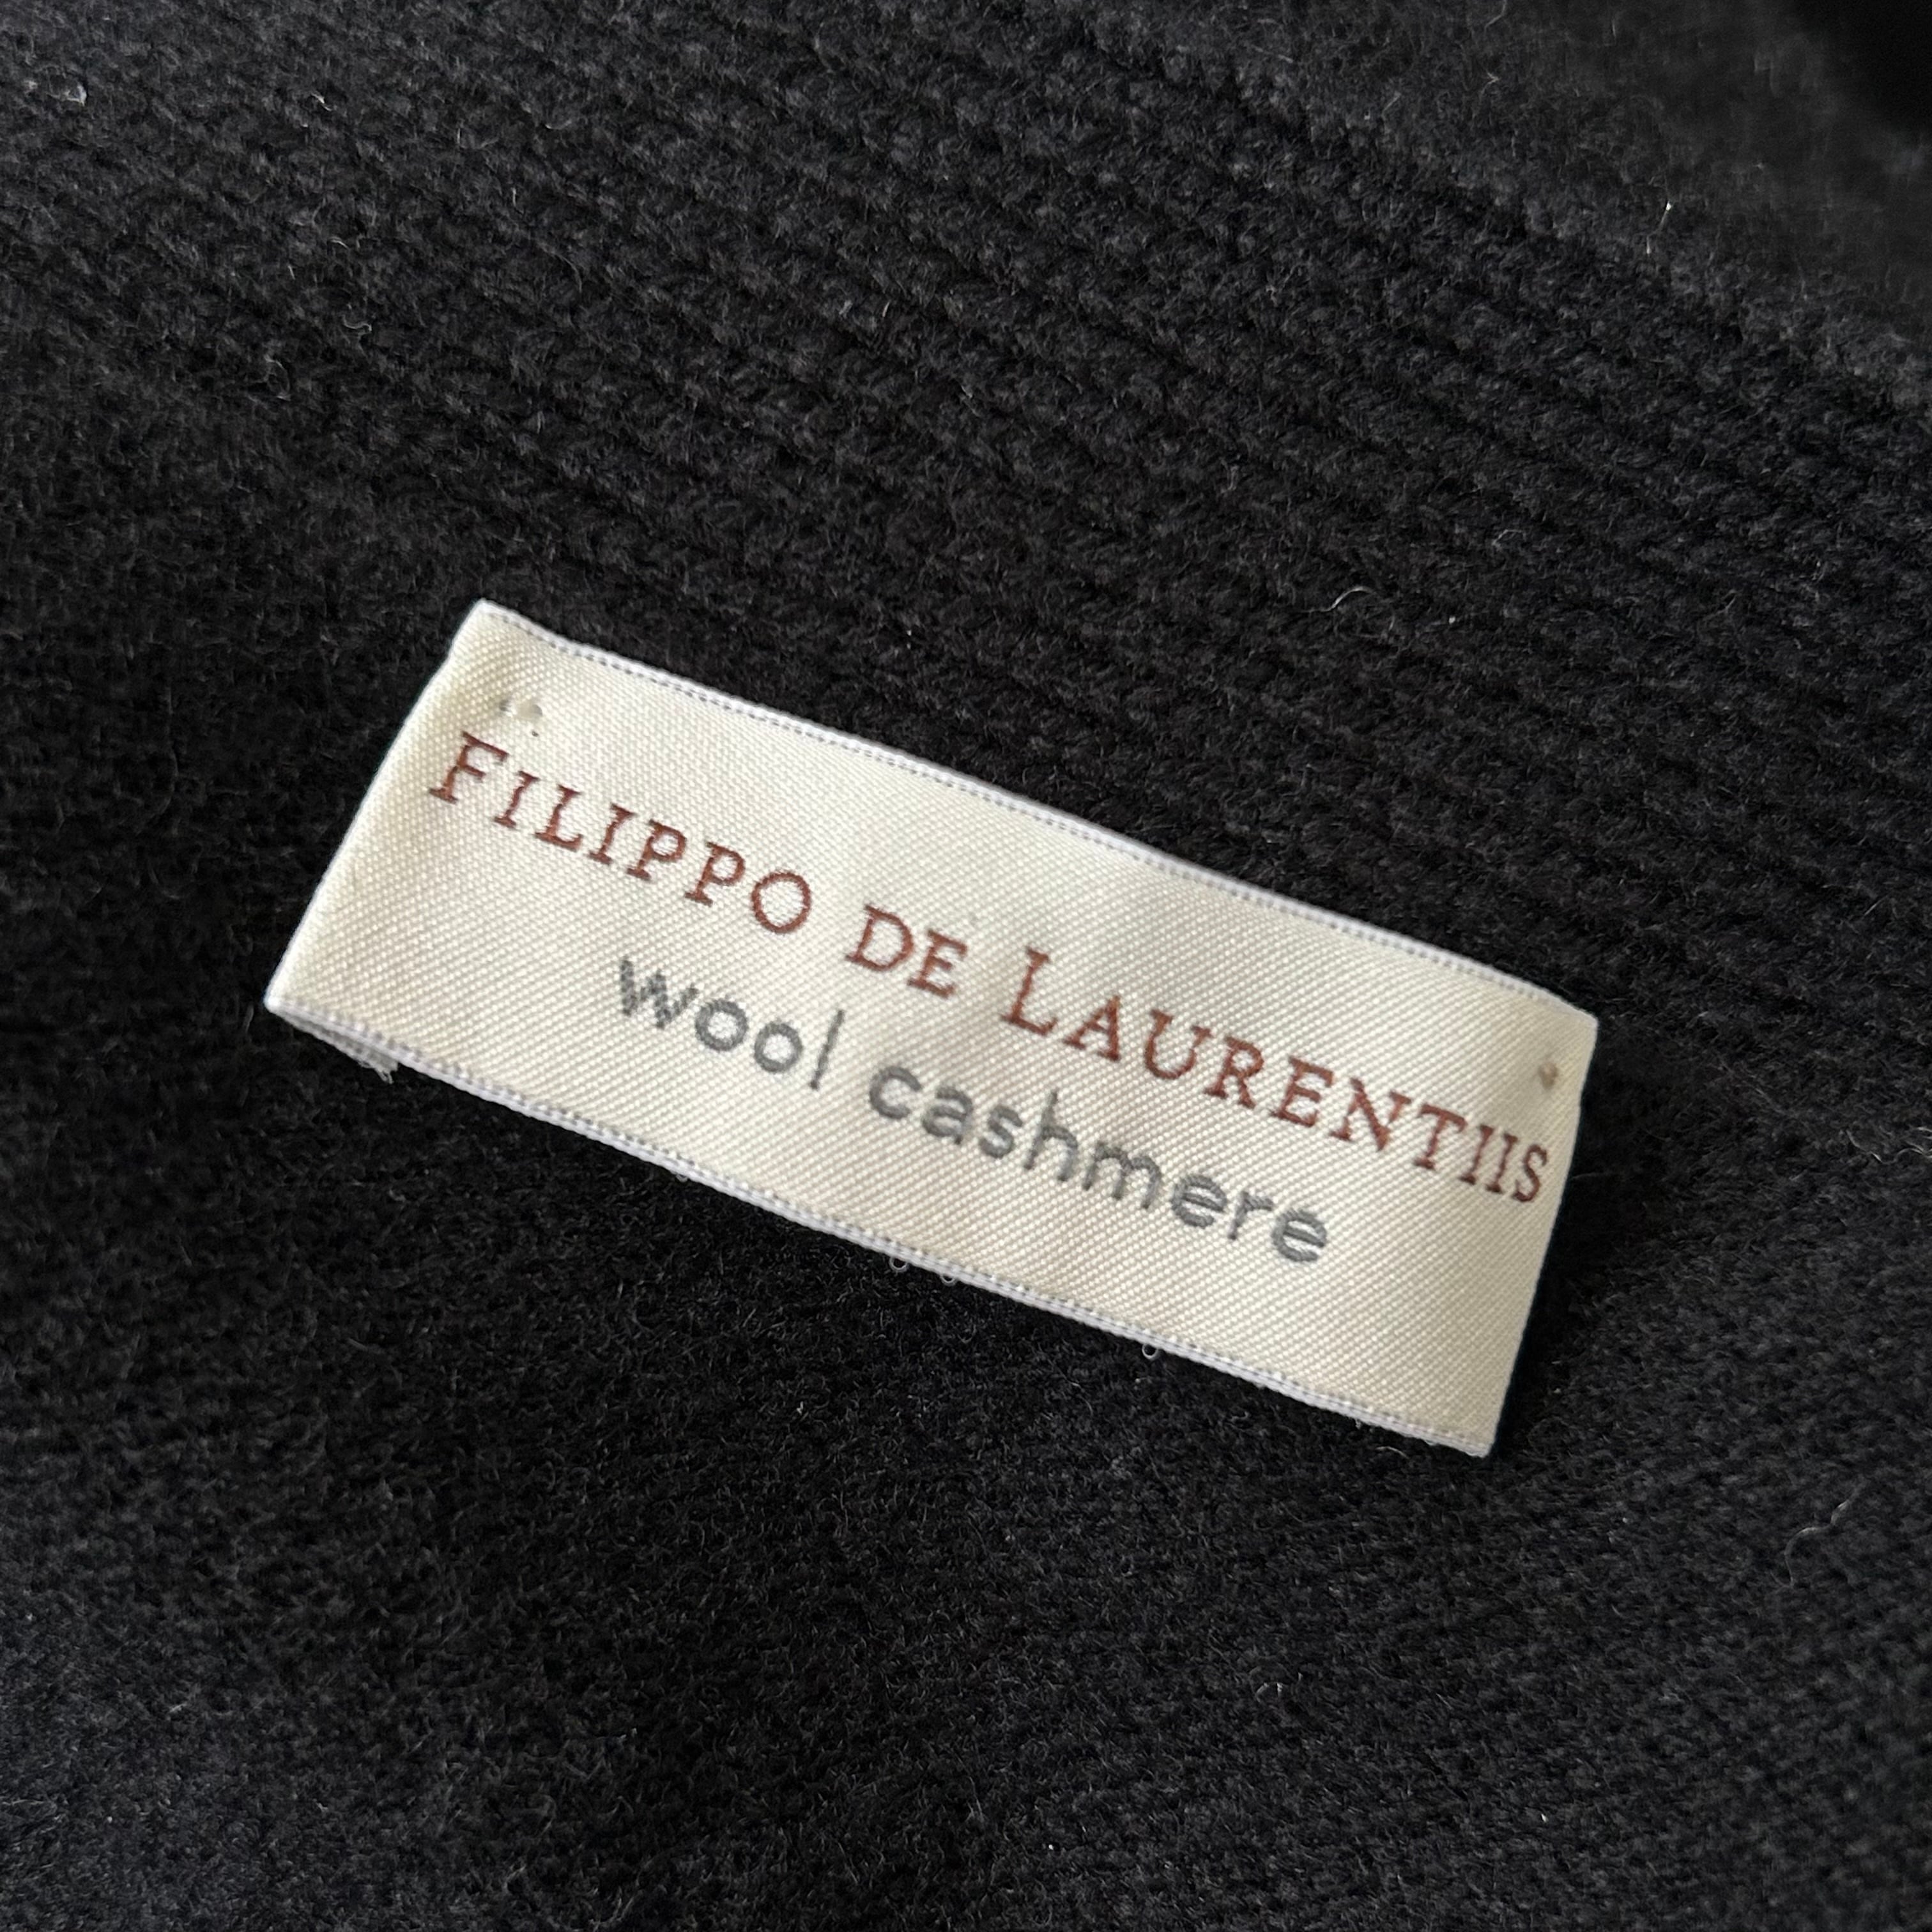 FILIPPO DE LAURENTIIS
wool cashmere